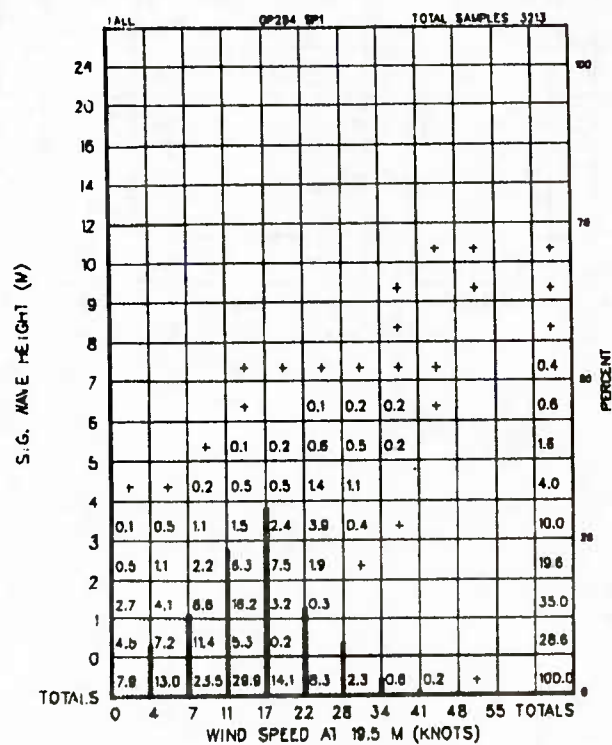 1ALL GP284 SP1 TOTAL SAMPLES 3213
100
24
20
16
14
75
12
+ + +
10
+ + +
9
+ +
8
+ + + + + + 0.4
7
+ 0.1 0.2 0.2 + 0.6
6
+ 0.1 0.2 0.6 0.5 0.2 1.6
5
+ + 0.2 0.5 0.5 1.4 1.1 4.0
4
0.1 0.5 1.1 1.5 2.4 3.9 0.4 + 10.0
3
0.5 1.1 2.2 6.3 7.5 1.9 + 19.6
2
2.7 4.1 8.6 16.2 3.2 0.3 35.0
1
4.6 7.2 11.4 5.3 0.2 28.6
0
7.9 13.0 23.5 29.9 14.1 8.3 2.3 0.6 0.2 + 100.0
TOTALS 0
0 4 7 11 17 22 28 34 41 48 55 TOTALS
WIND SPEED AT 19.5 M (KNOTS)
SIG. WAVE HEIGHT (M)
PERCENT